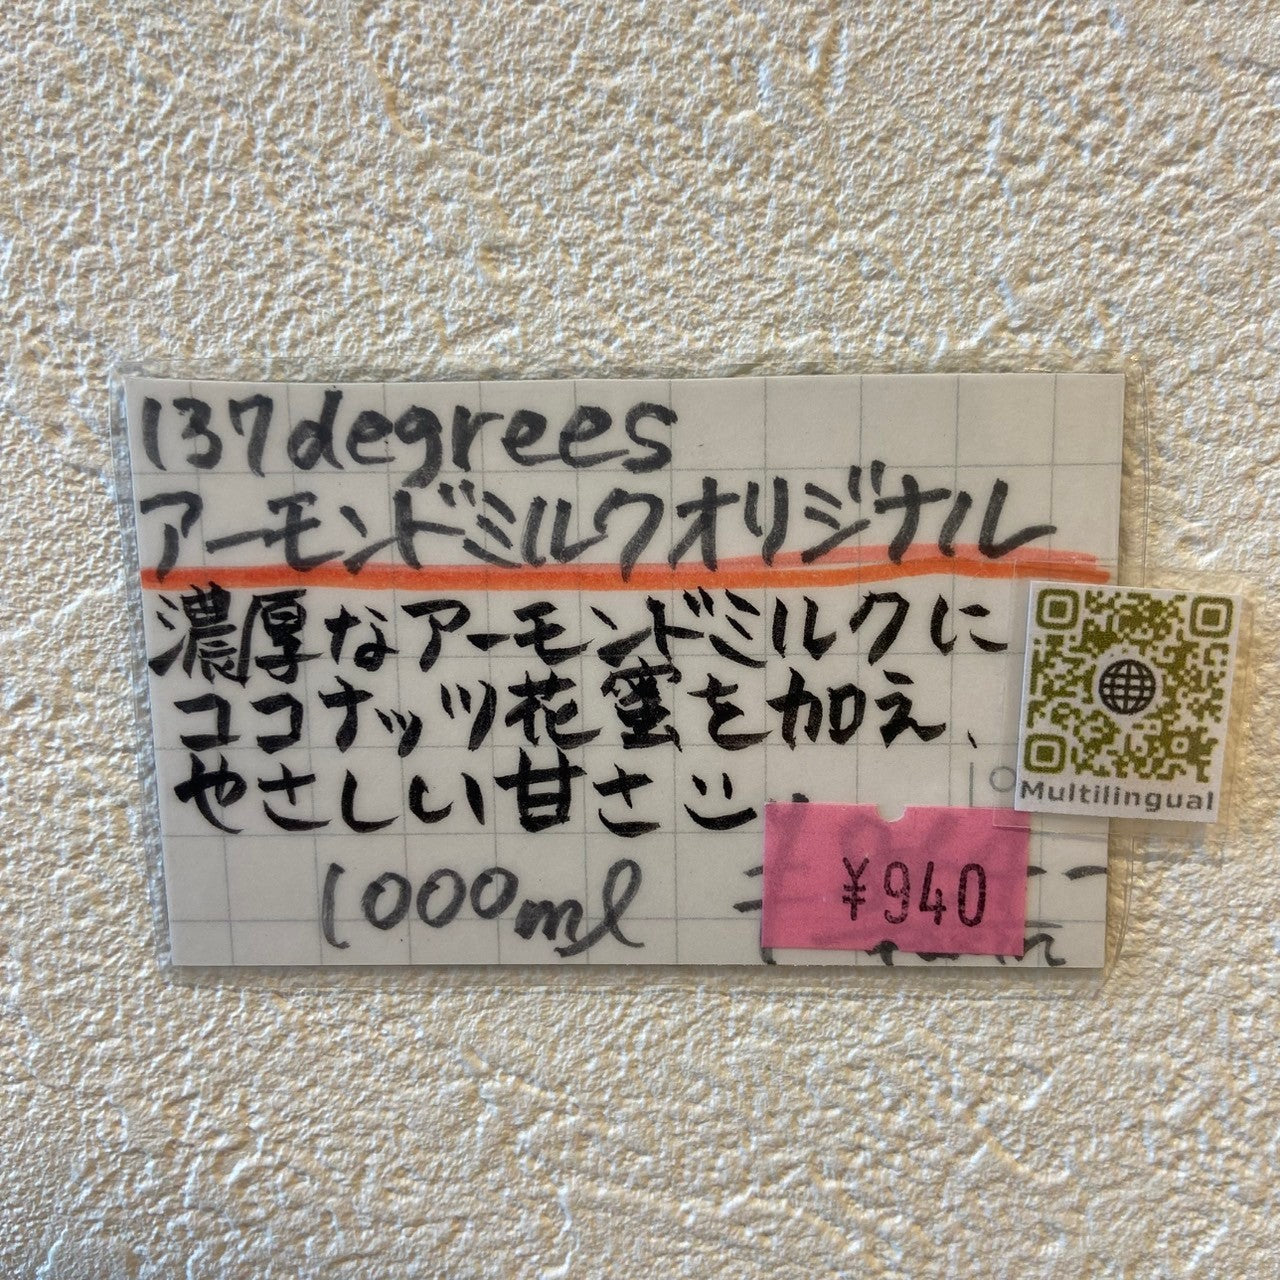 137degrees
アーモンドミルクオリジナル
濃厚なアーモンドミルクに
ココナッツ花蜜を加え、
やさしい甘さに
1000ml
¥940
Multilingual